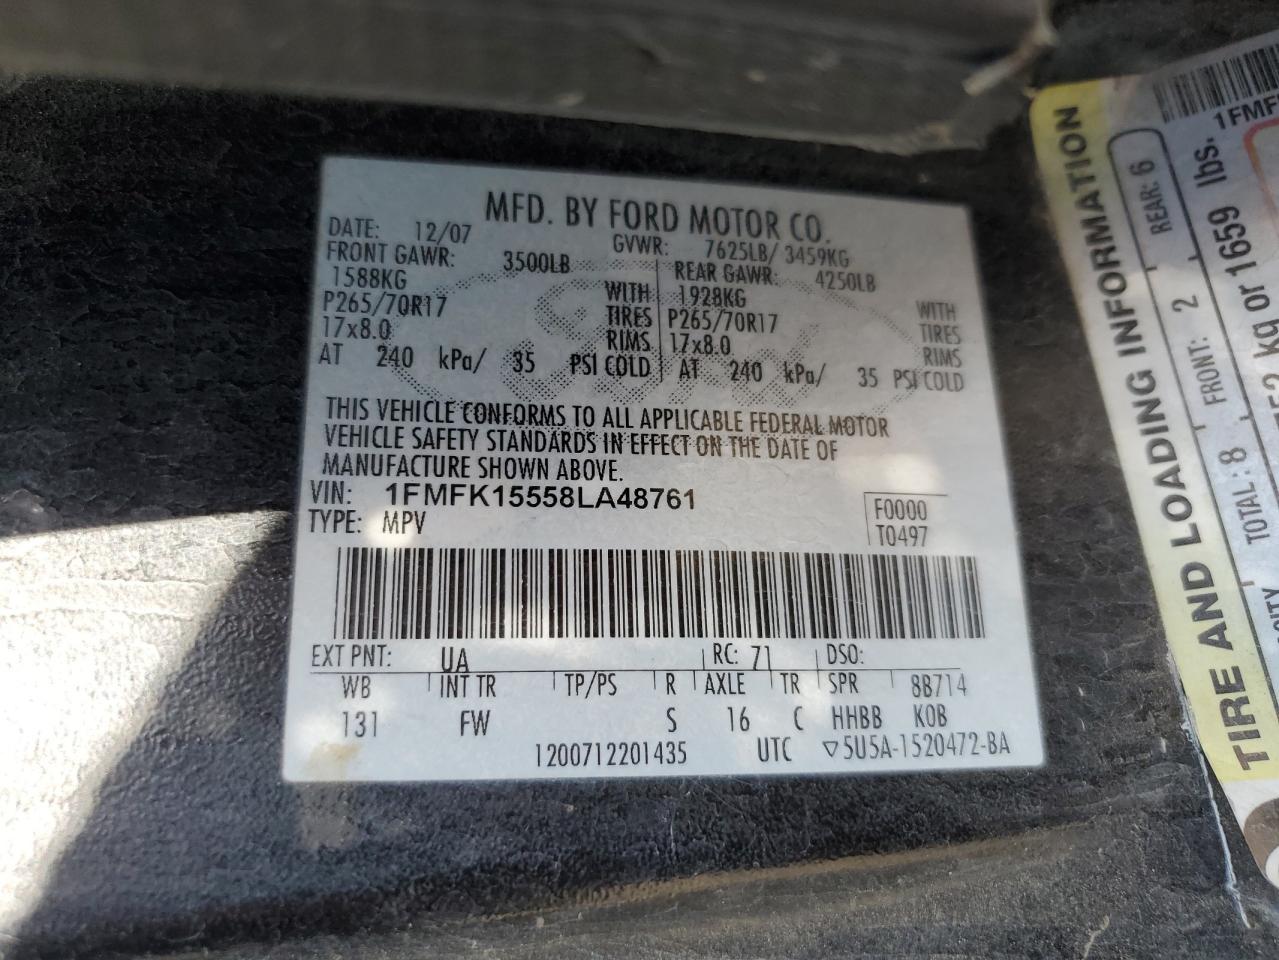 MFD. BY FORD MOTOR CO.
DATE: 12/07 GVWR: 7625LB/ 3459KG
FRONT GAWR: 3500LB REAR GAWR: 4250LB
1588KG WITH 1928KG WITH
P265/70R17 TIRES P265/70R17 TIRES
17x8.0 RIMS 17x8.0 RIMS
AT 240 kPa/ 35 PSI COLD AT 240 kPa/ 35 PSI COLD
THIS VEHICLE CONFORMS TO ALL APPLICABLE FEDERAL MOTOR
VEHICLE SAFETY STANDARDS IN EFFECT ON THE DATE OF
MANUFACTURE SHOWN ABOVE.
VIN: 1FMFK15558LA48761
TYPE: MPV
F0000
T0497
EXT PNT: UA RC: 71 DSO:
WB INT TR TP/PS R AXLE TR SPR 8B714
131 FW S 16 C HHBB K0B
1200712201435 UTC ▽5U5A-1520472-BA
TIRE AND LOADING INFORMATION
TOTAL: 8 FRONT: 2 REAR: 6
kg or 1659 lbs.